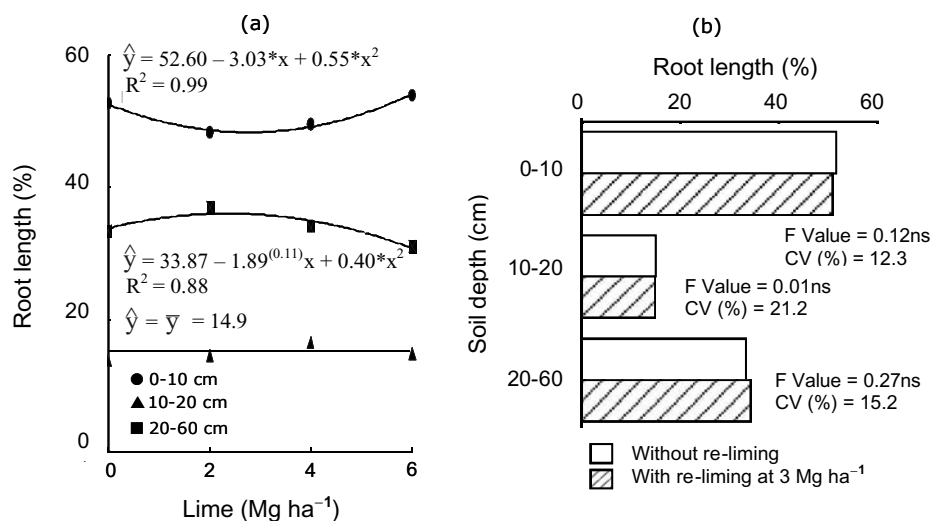 (a)
60
40
20
0
Root length (%)
ŷ = 52.60 – 3.03*x + 0.55*x²
R² = 0.99
ŷ = 33.87 – 1.89⁽⁰·¹¹⁾x + 0.40*x²
R² = 0.88
ŷ = y̅ = 14.9
0-10 cm
10-20 cm
20-60 cm
0 2 4 6
Lime (Mg ha⁻¹)
(b)
Root length (%)
0 20 40 60
Soil depth (cm)
0-10
F Value = 0.12ns
CV (%) = 12.3
10-20
F Value = 0.01ns
CV (%) = 21.2
20-60
F Value = 0.27ns
CV (%) = 15.2
Without re-liming
With re-liming at 3 Mg ha⁻¹